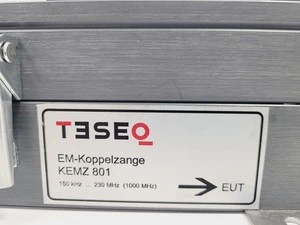 TESEQ
EM-Koppelzange
KEMZ 801
150 kHz ... 230 MHz (1000 MHz)
EUT